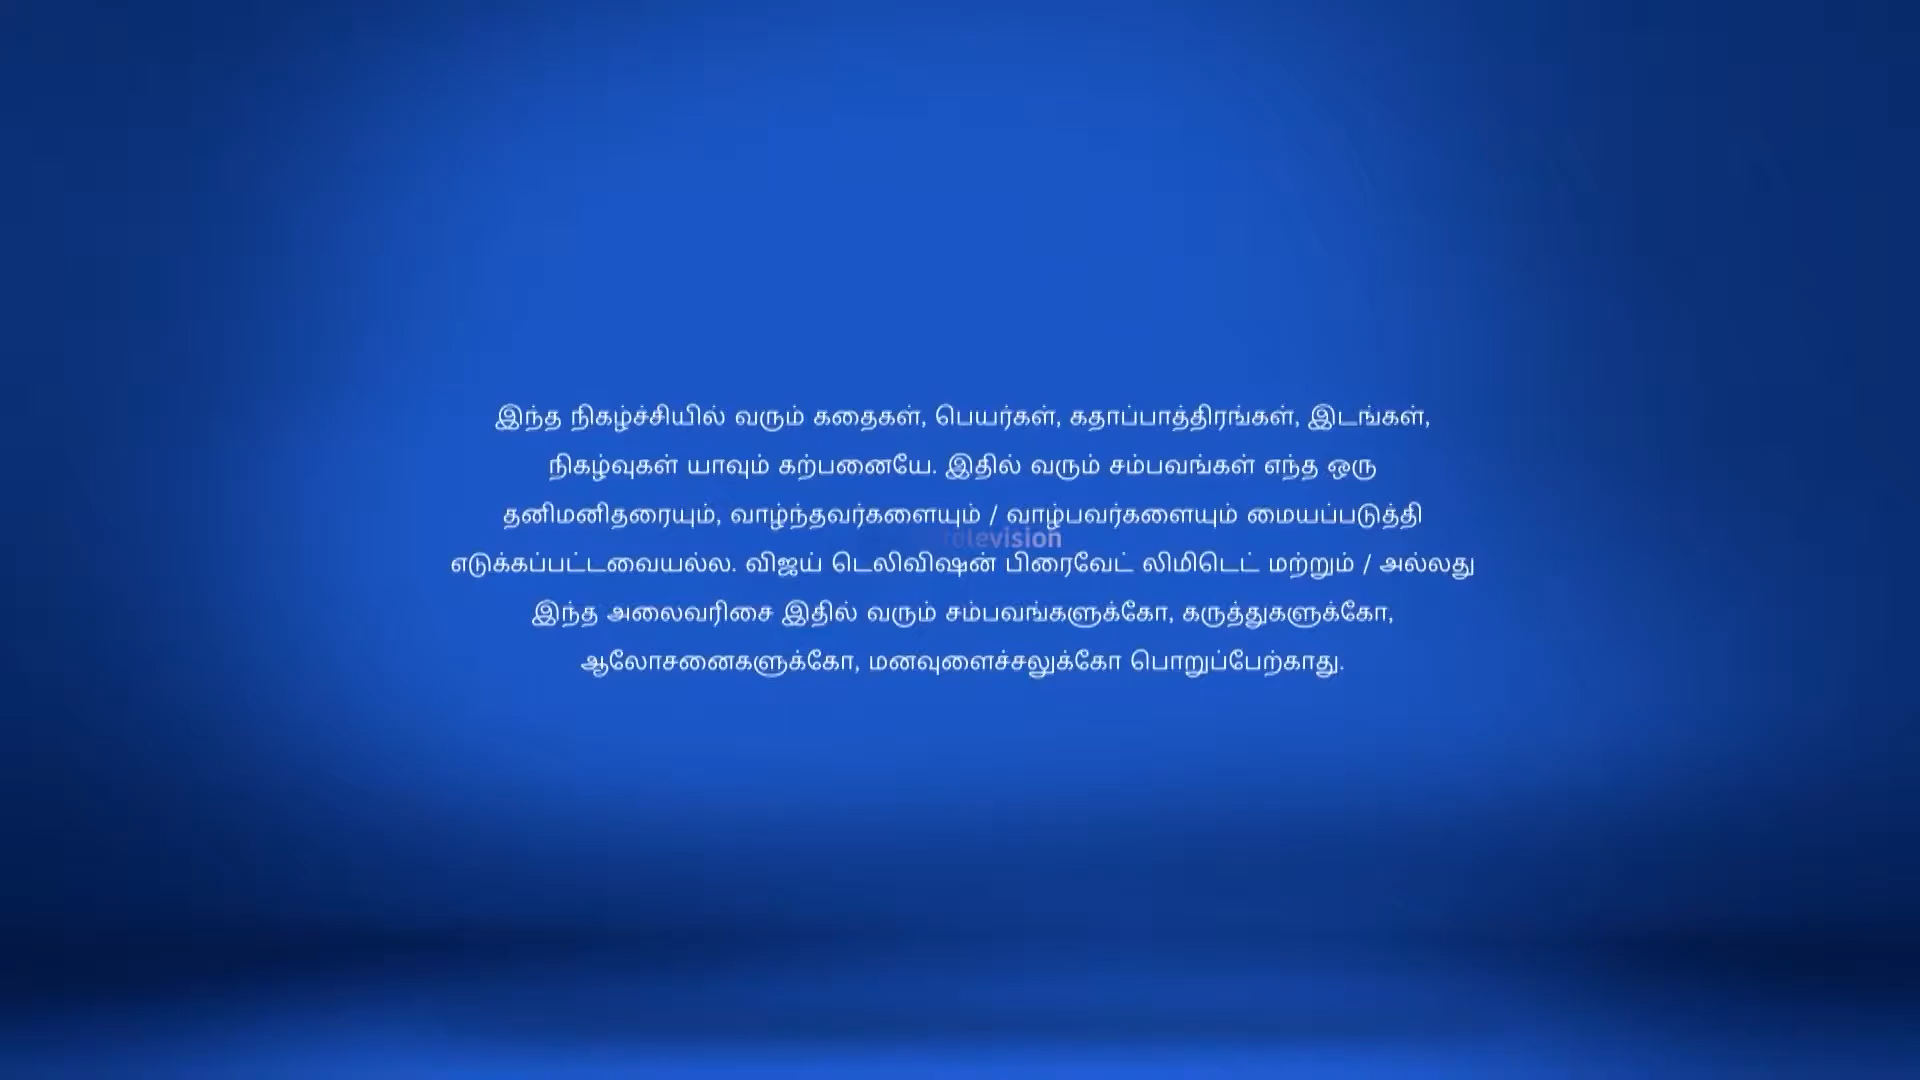 இந்த நிகழ்ச்சியில் வரும் கதைகள், பெயர்கள், கதாப்பாத்திரங்கள், இடங்கள்,
நிகழ்வுகள் யாவும் கற்பனையே. இதில் வரும் சம்பவங்கள் எந்த ஒரு
தனிமனிதரையும், வாழ்ந்தவர்களையும் / வாழ்பவர்களையும் மையப்படுத்தி
எடுக்கப்பட்டவையல்ல. விஜய் டெலிவிஷன் பிரைவேட் லிமிடெட் மற்றும் / அல்லது
இந்த அலைவரிசை இதில் வரும் சம்பவங்களுக்கோ, கருத்துகளுக்கோ,
ஆலோசனைகளுக்கோ, மனவுளைச்சலுக்கோ பொறுப்பேற்காது.